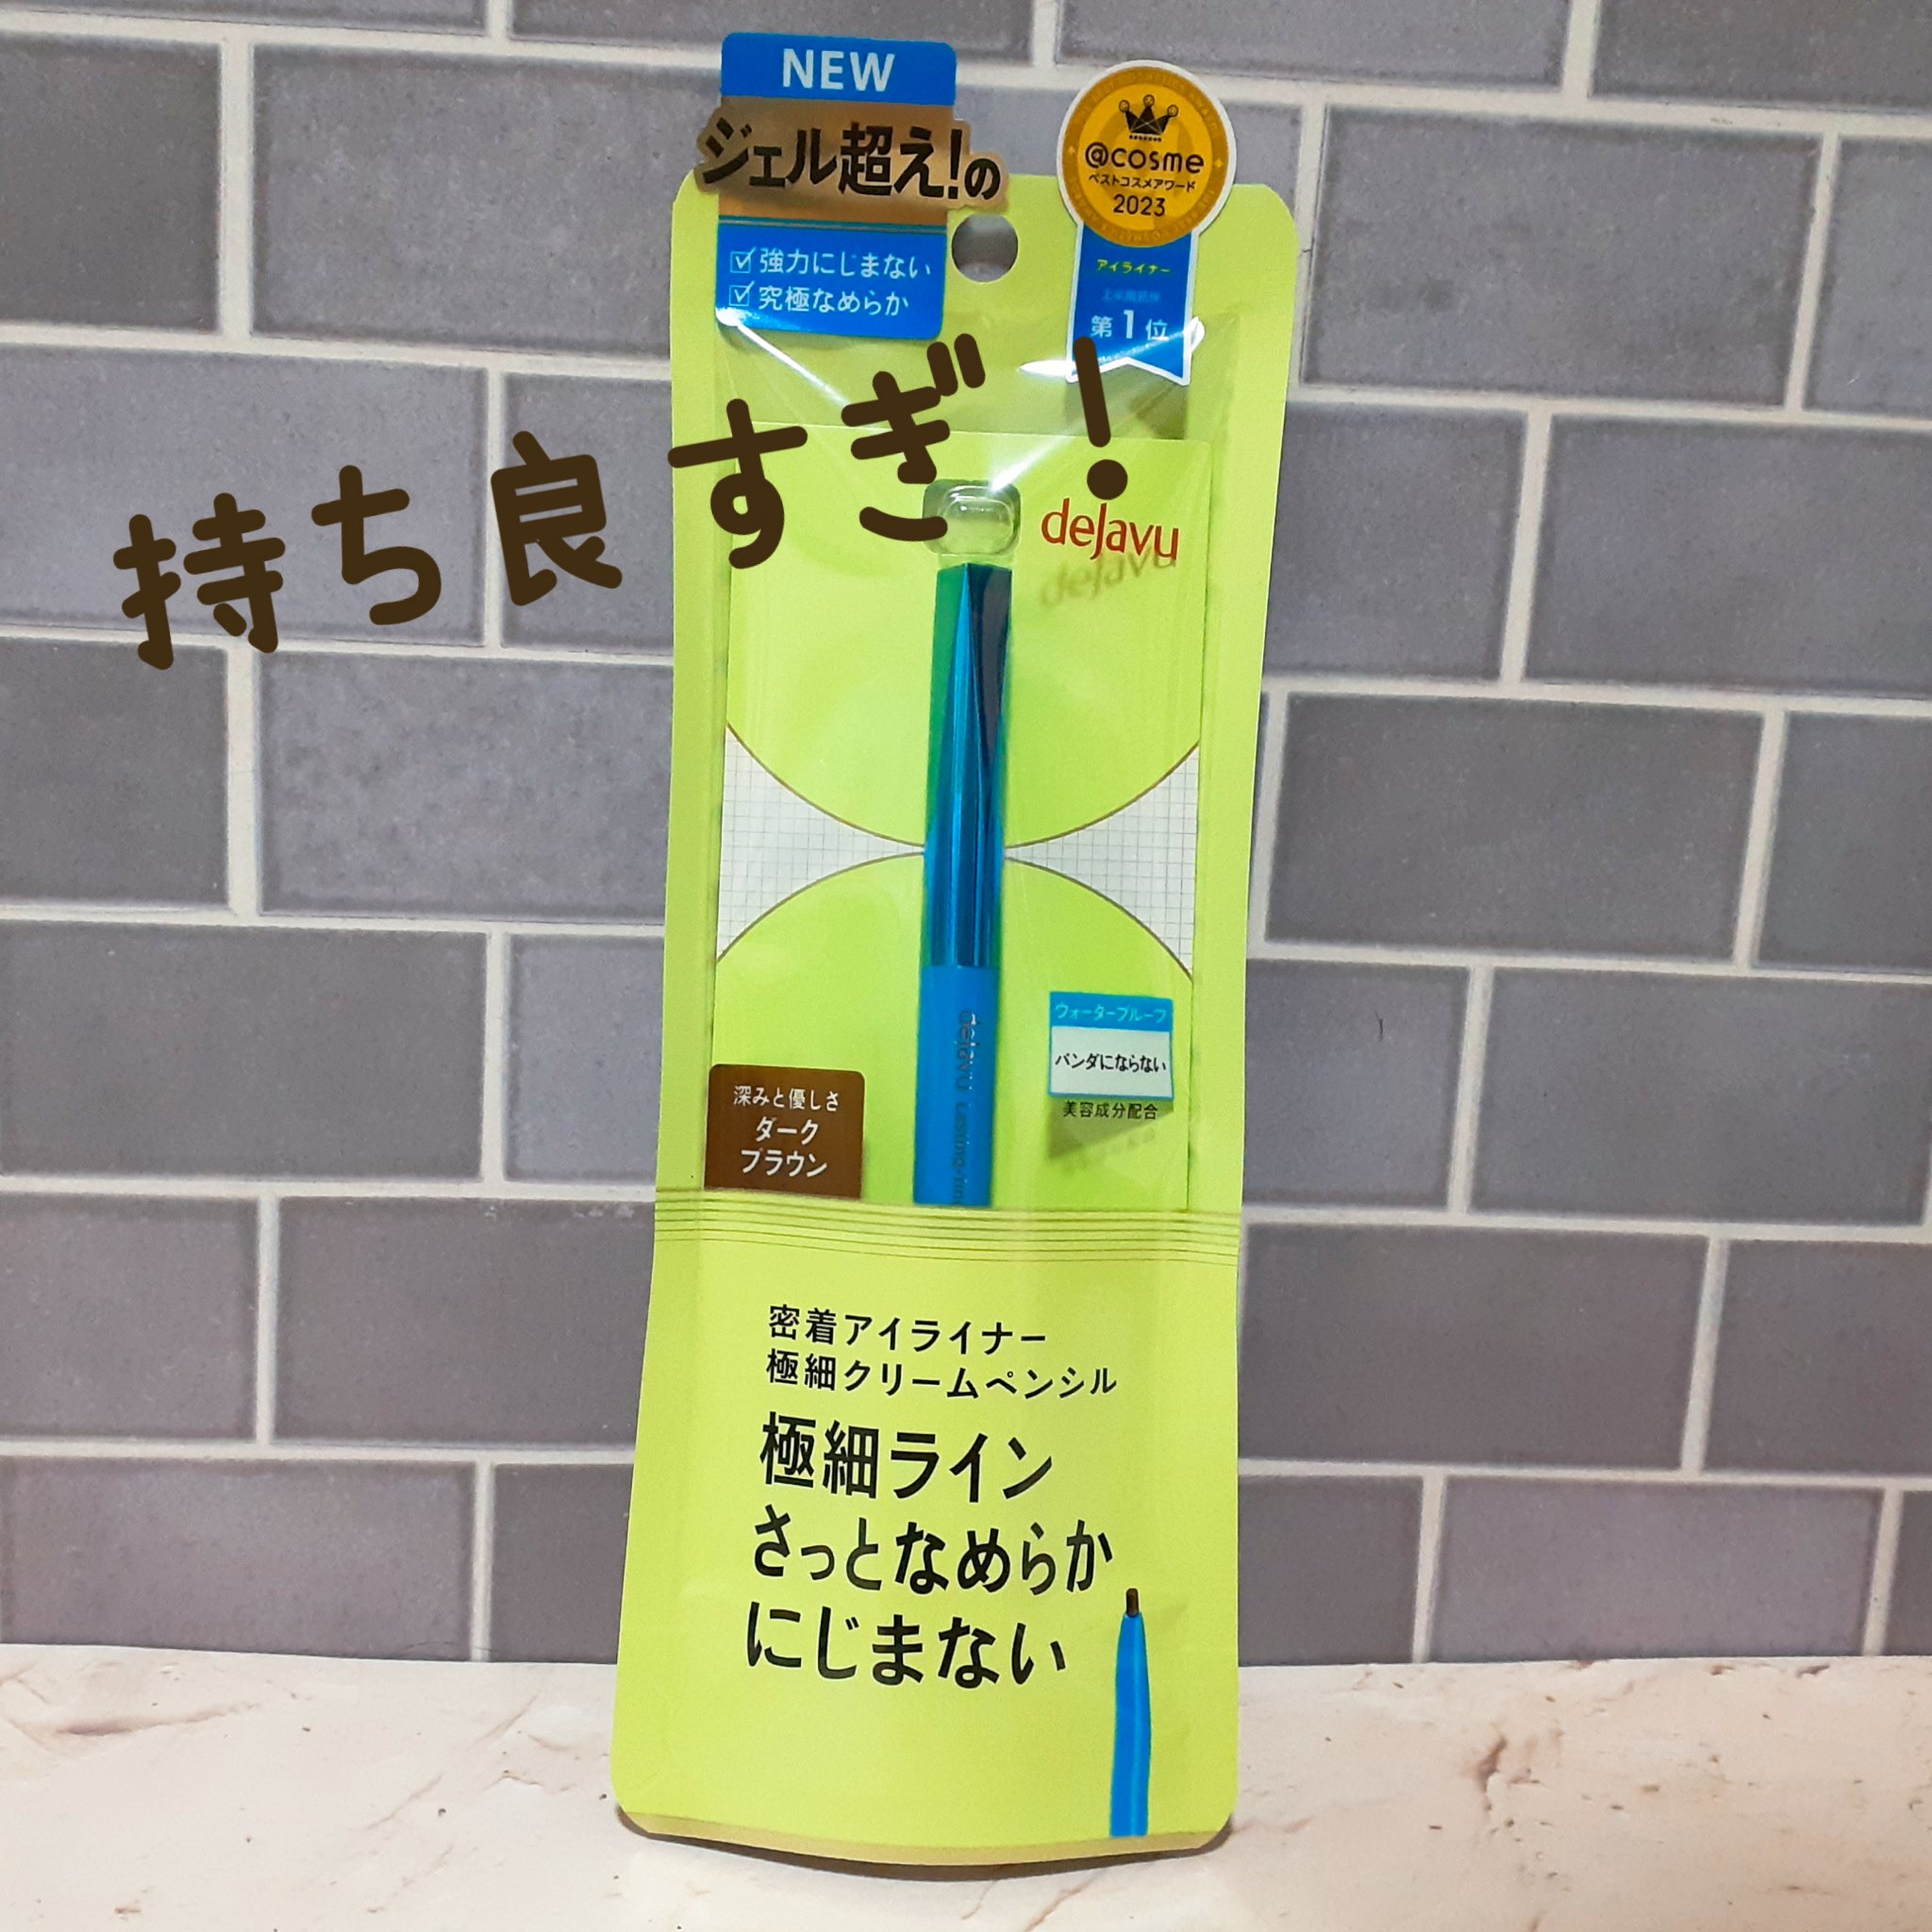 NEW
ジェル超え!の
強力にじまない
究極なめらか
@cosme
ベストコスメアワード
2023
アイライナー
第1位
持ち良すぎ!
dejavu
dejavu
ウォータープルーフ
パンダにならない
美容成分配合
深みと優しさ
ダーク
ブラウン
密着アイライナー
極細クリームペンシル
極細ライン
さっとなめらか
にじまない